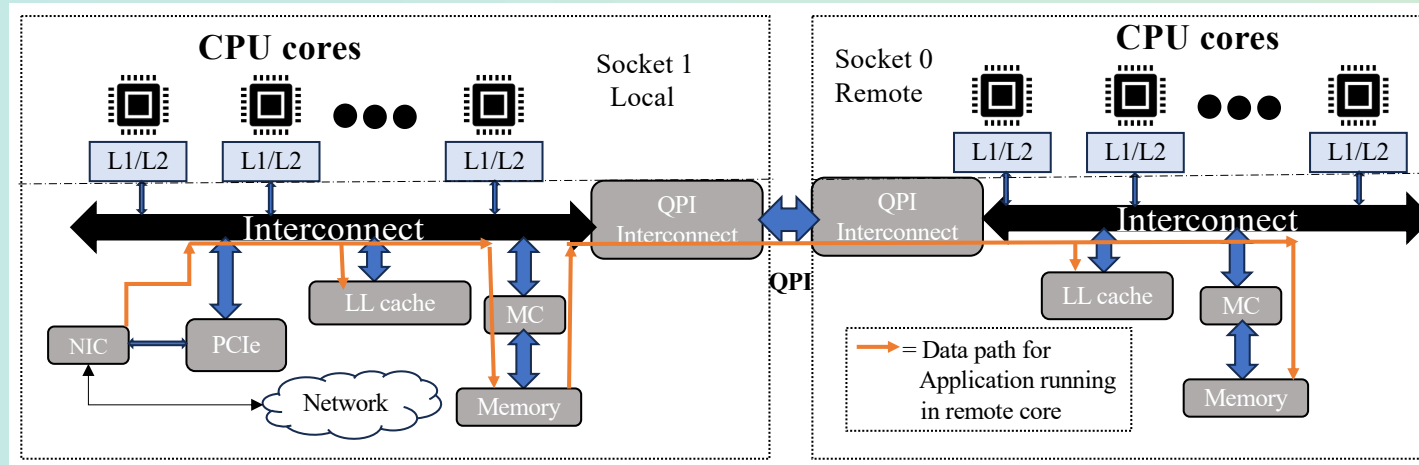 CPU cores
Socket 1
Local
L1/L2
L1/L2
L1/L2
Interconnect
QPI
Interconnect
LL cache
MC
NIC
PCIe
Network
Memory
QPI
CPU cores
Socket 0
Remote
L1/L2
L1/L2
L1/L2
QPI
Interconnect
Interconnect
LL cache
MC
Memory
= Data path for
Application running
in remote core